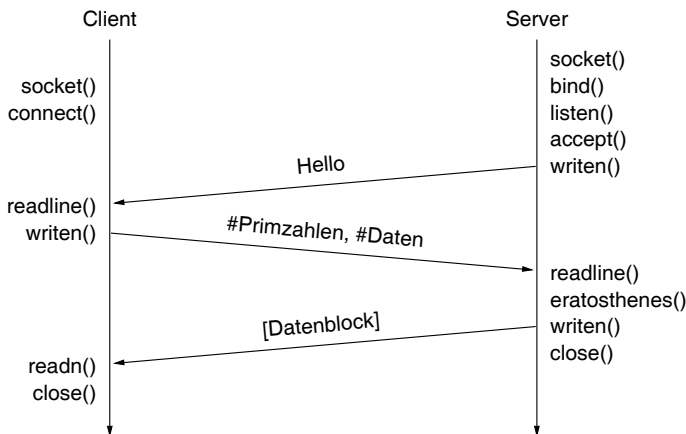 Client
Server
socket()
socket()
bind()
connect()
listen()
accept()
Hello
writen()
readline()
writen()
#Primzahlen, #Daten
readline()
eratosthenes()
[Datenblock]
writen()
close()
readn()
close()